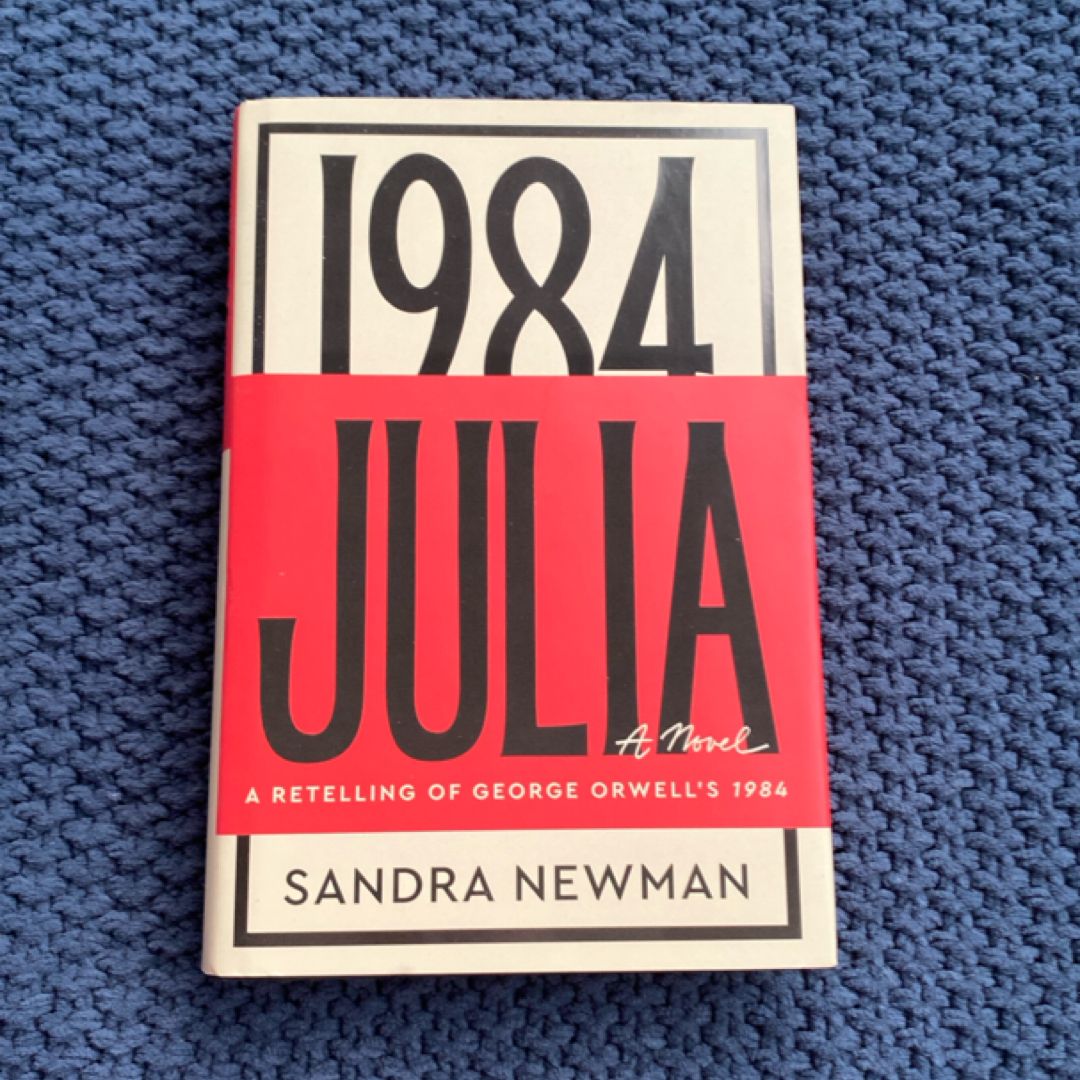 1984
JULIA
A Novel
A RETELLING OF GEORGE ORWELL'S 1984
SANDRA NEWMAN